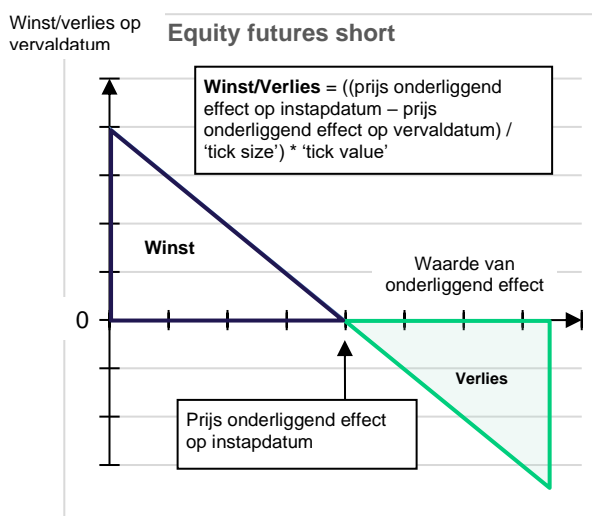 Winst/verlies op
vervaldatum
Equity futures short
Winst/Verlies = ((prijs onderliggend
effect op instapdatum – prijs
onderliggend effect op vervaldatum) /
‘tick size’) * ‘tick value’
Winst
Waarde van
onderliggend effect
0
Verlies
Prijs onderliggend effect
op instapdatum